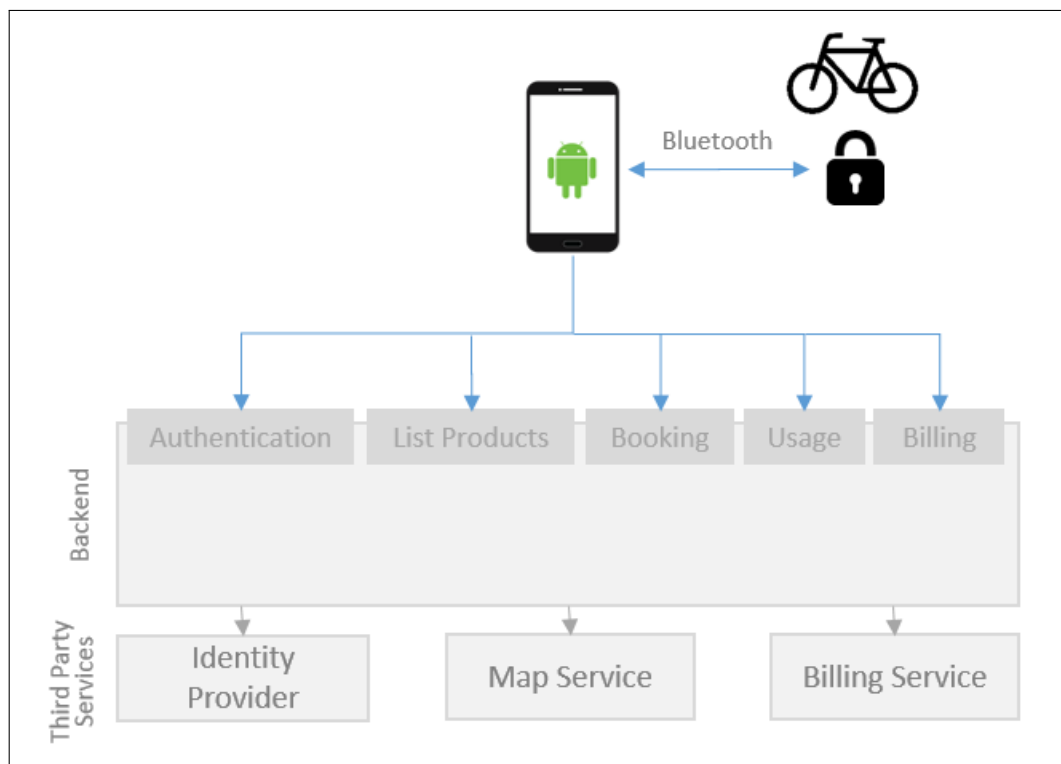 Bluetooth
Authentication
List Products
Booking
Usage
Billing
Backend
Third Party
Services
Identity
Provider
Map Service
Billing Service